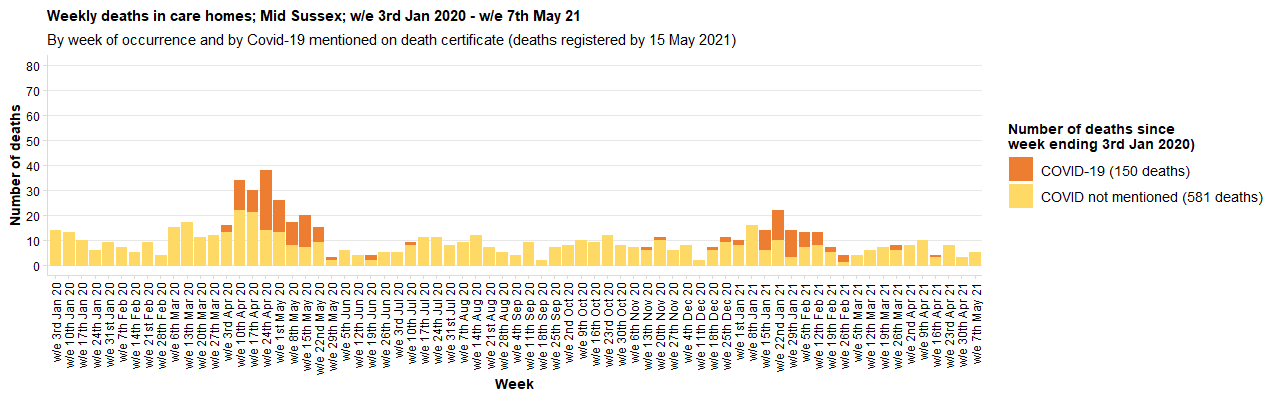 Weekly deaths in care homes; Mid Sussex; w/e 3rd Jan 2020 - w/e 7th May 21
By week of occurrence and by Covid-19 mentioned on death certificate (deaths registered by 15 May 2021)
Number of deaths
80
70
60
50
40
30
20
10
0
w/e 3rd Jan 20
w/e 10th Jan 20
w/e 17th Jan 20
w/e 24th Jan 20
w/e 31st Jan 20
w/e 7th Feb 20
w/e 14th Feb 20
w/e 21st Feb 20
w/e 28th Feb 20
w/e 6th Mar 20
w/e 13th Mar 20
w/e 20th Mar 20
w/e 27th Mar 20
w/e 3rd Apr 20
w/e 10th Apr 20
w/e 17th Apr 20
w/e 24th Apr 20
w/e 1st May 20
w/e 8th May 20
w/e 15th May 20
w/e 22nd May 20
w/e 29th May 20
w/e 5th Jun 20
w/e 12th Jun 20
w/e 19th Jun 20
w/e 26th Jun 20
w/e 3rd Jul 20
w/e 10th Jul 20
w/e 17th Jul 20
w/e 24th Jul 20
w/e 31st Jul 20
w/e 7th Aug 20
w/e 14th Aug 20
w/e 21st Aug 20
w/e 28th Aug 20
w/e 4th Sep 20
w/e 11th Sep 20
w/e 18th Sep 20
w/e 25th Sep 20
w/e 2nd Oct 20
w/e 9th Oct 20
w/e 16th Oct 20
w/e 23rd Oct 20
w/e 30th Oct 20
w/e 6th Nov 20
w/e 13th Nov 20
w/e 20th Nov 20
w/e 27th Nov 20
w/e 4th Dec 20
w/e 11th Dec 20
w/e 18th Dec 20
w/e 25th Dec 20
w/e 1st Jan 21
w/e 8th Jan 21
w/e 15th Jan 21
w/e 22nd Jan 21
w/e 29th Jan 21
w/e 5th Feb 21
w/e 12th Feb 21
w/e 19th Feb 21
w/e 26th Feb 21
w/e 5th Mar 21
w/e 12th Mar 21
w/e 19th Mar 21
w/e 26th Mar 21
w/e 2nd Apr 21
w/e 9th Apr 21
w/e 16th Apr 21
w/e 23rd Apr 21
w/e 30th Apr 21
w/e 7th May 21
Week
Number of deaths since
week ending 3rd Jan 2020)
COVID-19 (150 deaths)
COVID not mentioned (581 deaths)